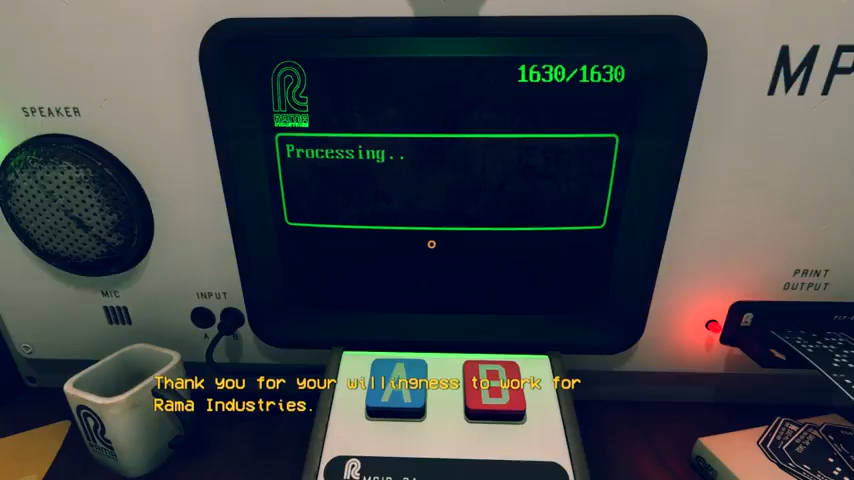 1630/1630
MP
RAMA
SPEAKER
Processing..
PRINT
OUTPUT
MIC
INPUT
A B
A B
Thank you for your willingness to work for
Rama Industries.